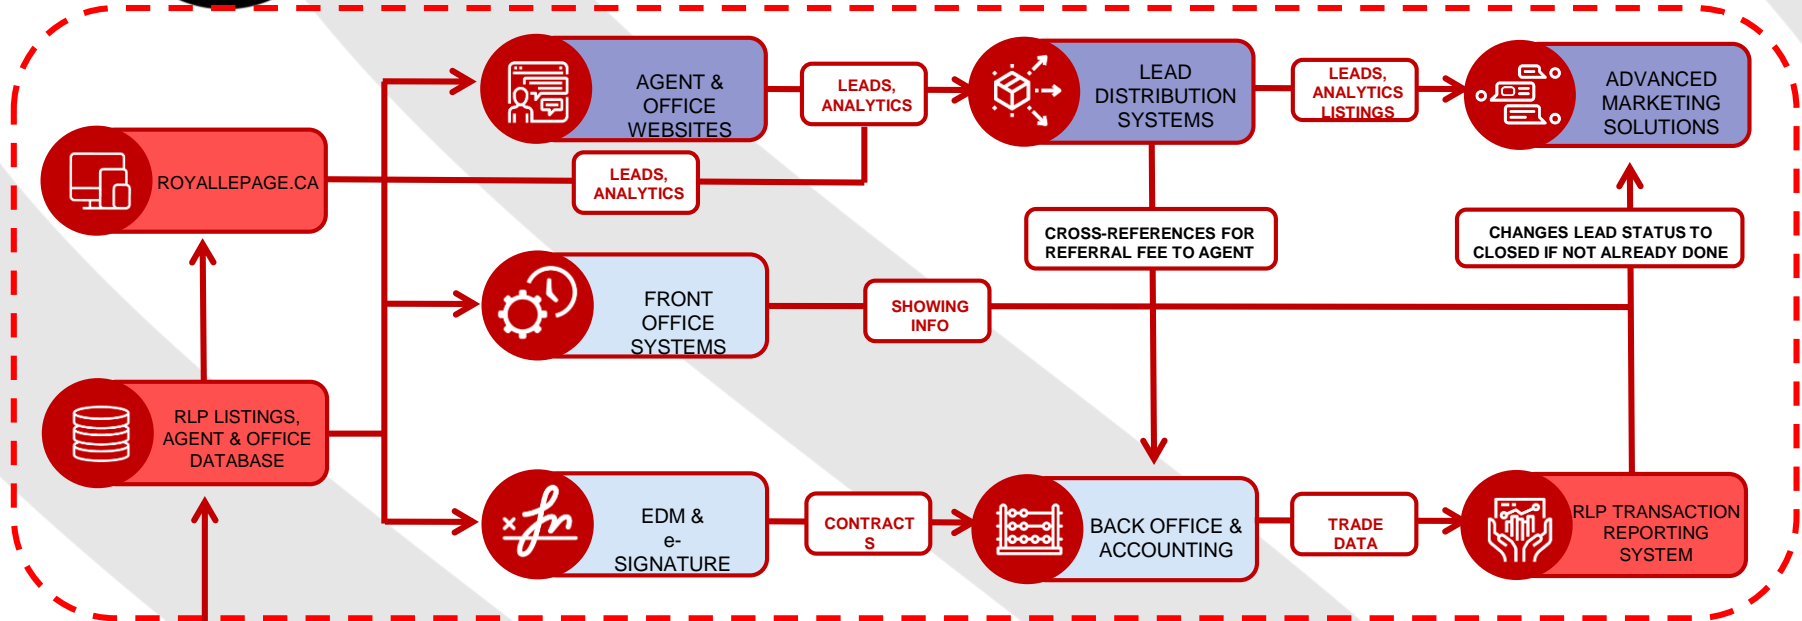 AGENT &
OFFICE
WEBSITES
LEADS,
ANALYTICS
LEAD
DISTRIBUTION
SYSTEMS
LEADS,
ANALYTICS
LISTINGS
ADVANCED
MARKETING
SOLUTIONS
ROYALLEPAGE.CA
LEADS,
ANALYTICS
CROSS-REFERENCES FOR
REFERRAL FEE TO AGENT
CHANGES LEAD STATUS TO
CLOSED IF NOT ALREADY DONE
FRONT
OFFICE
SYSTEMS
SHOWING
INFO
RLP LISTINGS,
AGENT & OFFICE
DATABASE
EDM &
e-
SIGNATURE
CONTRACT
S
BACK OFFICE &
ACCOUNTING
TRADE
DATA
RLP TRANSACTION
REPORTING
SYSTEM